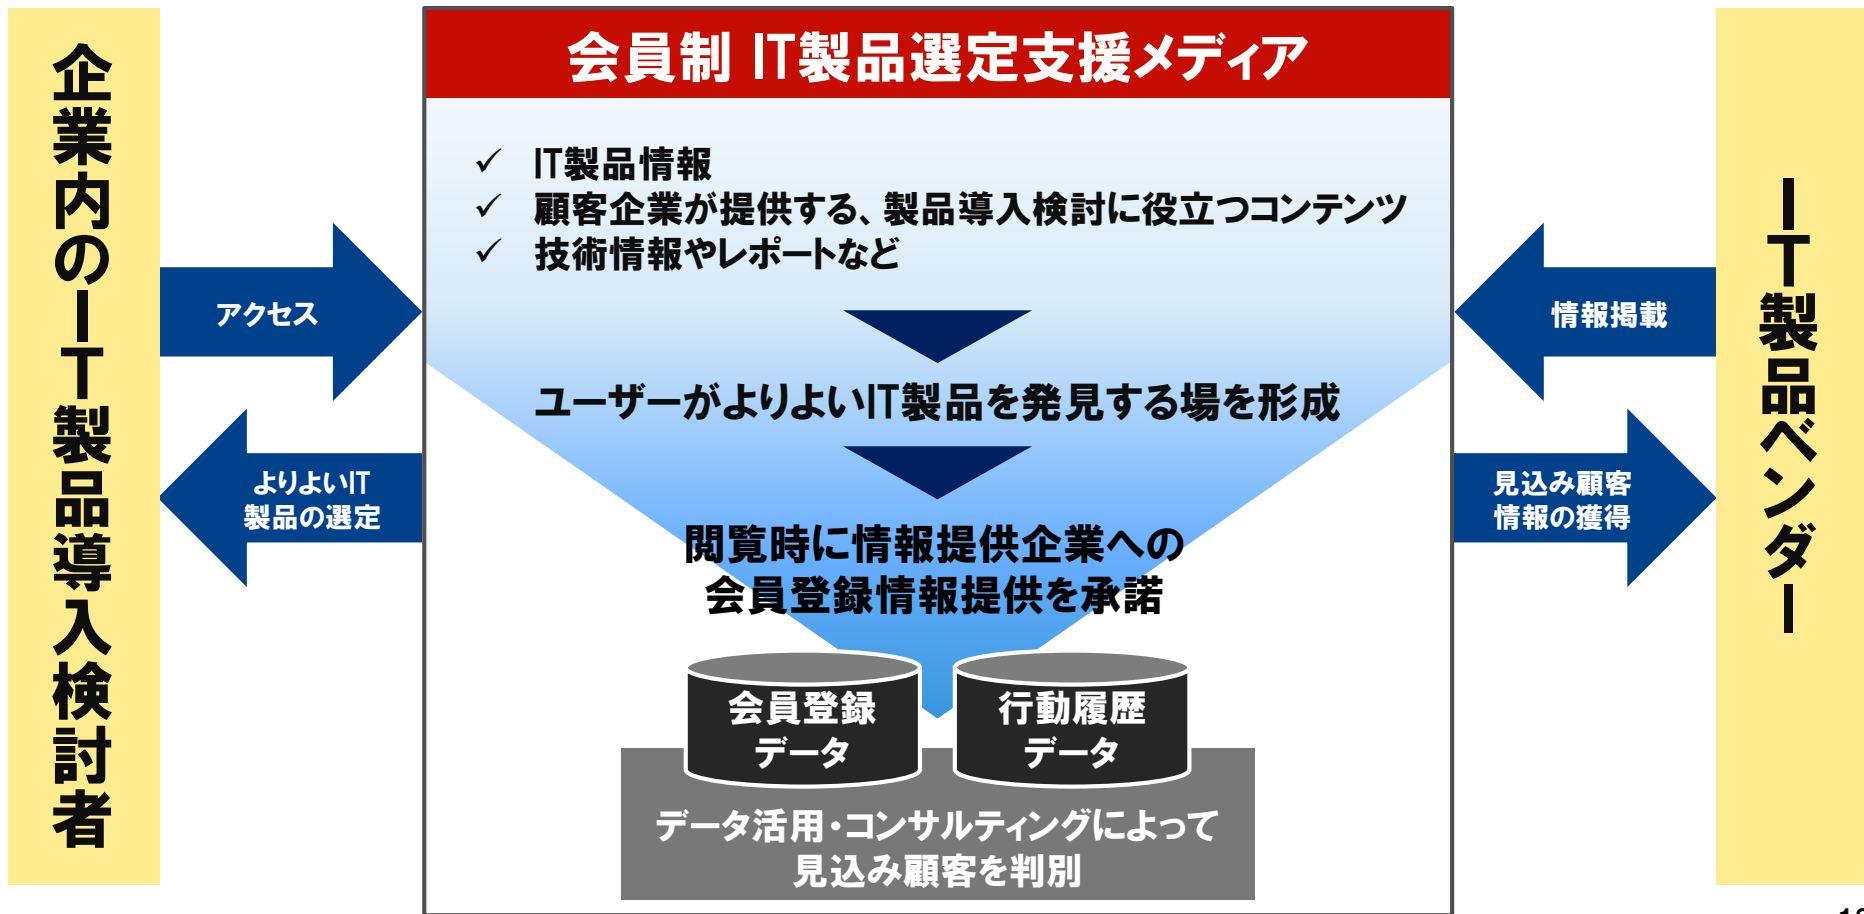 企業内のIT製品導入検討者
アクセス
よりよいIT
製品の選定
会員制 IT製品選定支援メディア
✓ IT製品情報
✓ 顧客企業が提供する、製品導入検討に役立つコンテンツ
✓ 技術情報やレポートなど
ユーザーがよりよいIT製品を発見する場を形成
閲覧時に情報提供企業への
会員登録情報提供を承諾
会員登録
データ
行動履歴
データ
データ活用・コンサルティングによって
見込み顧客を判別
情報掲載
見込み顧客
情報の獲得
IT製品ベンダー